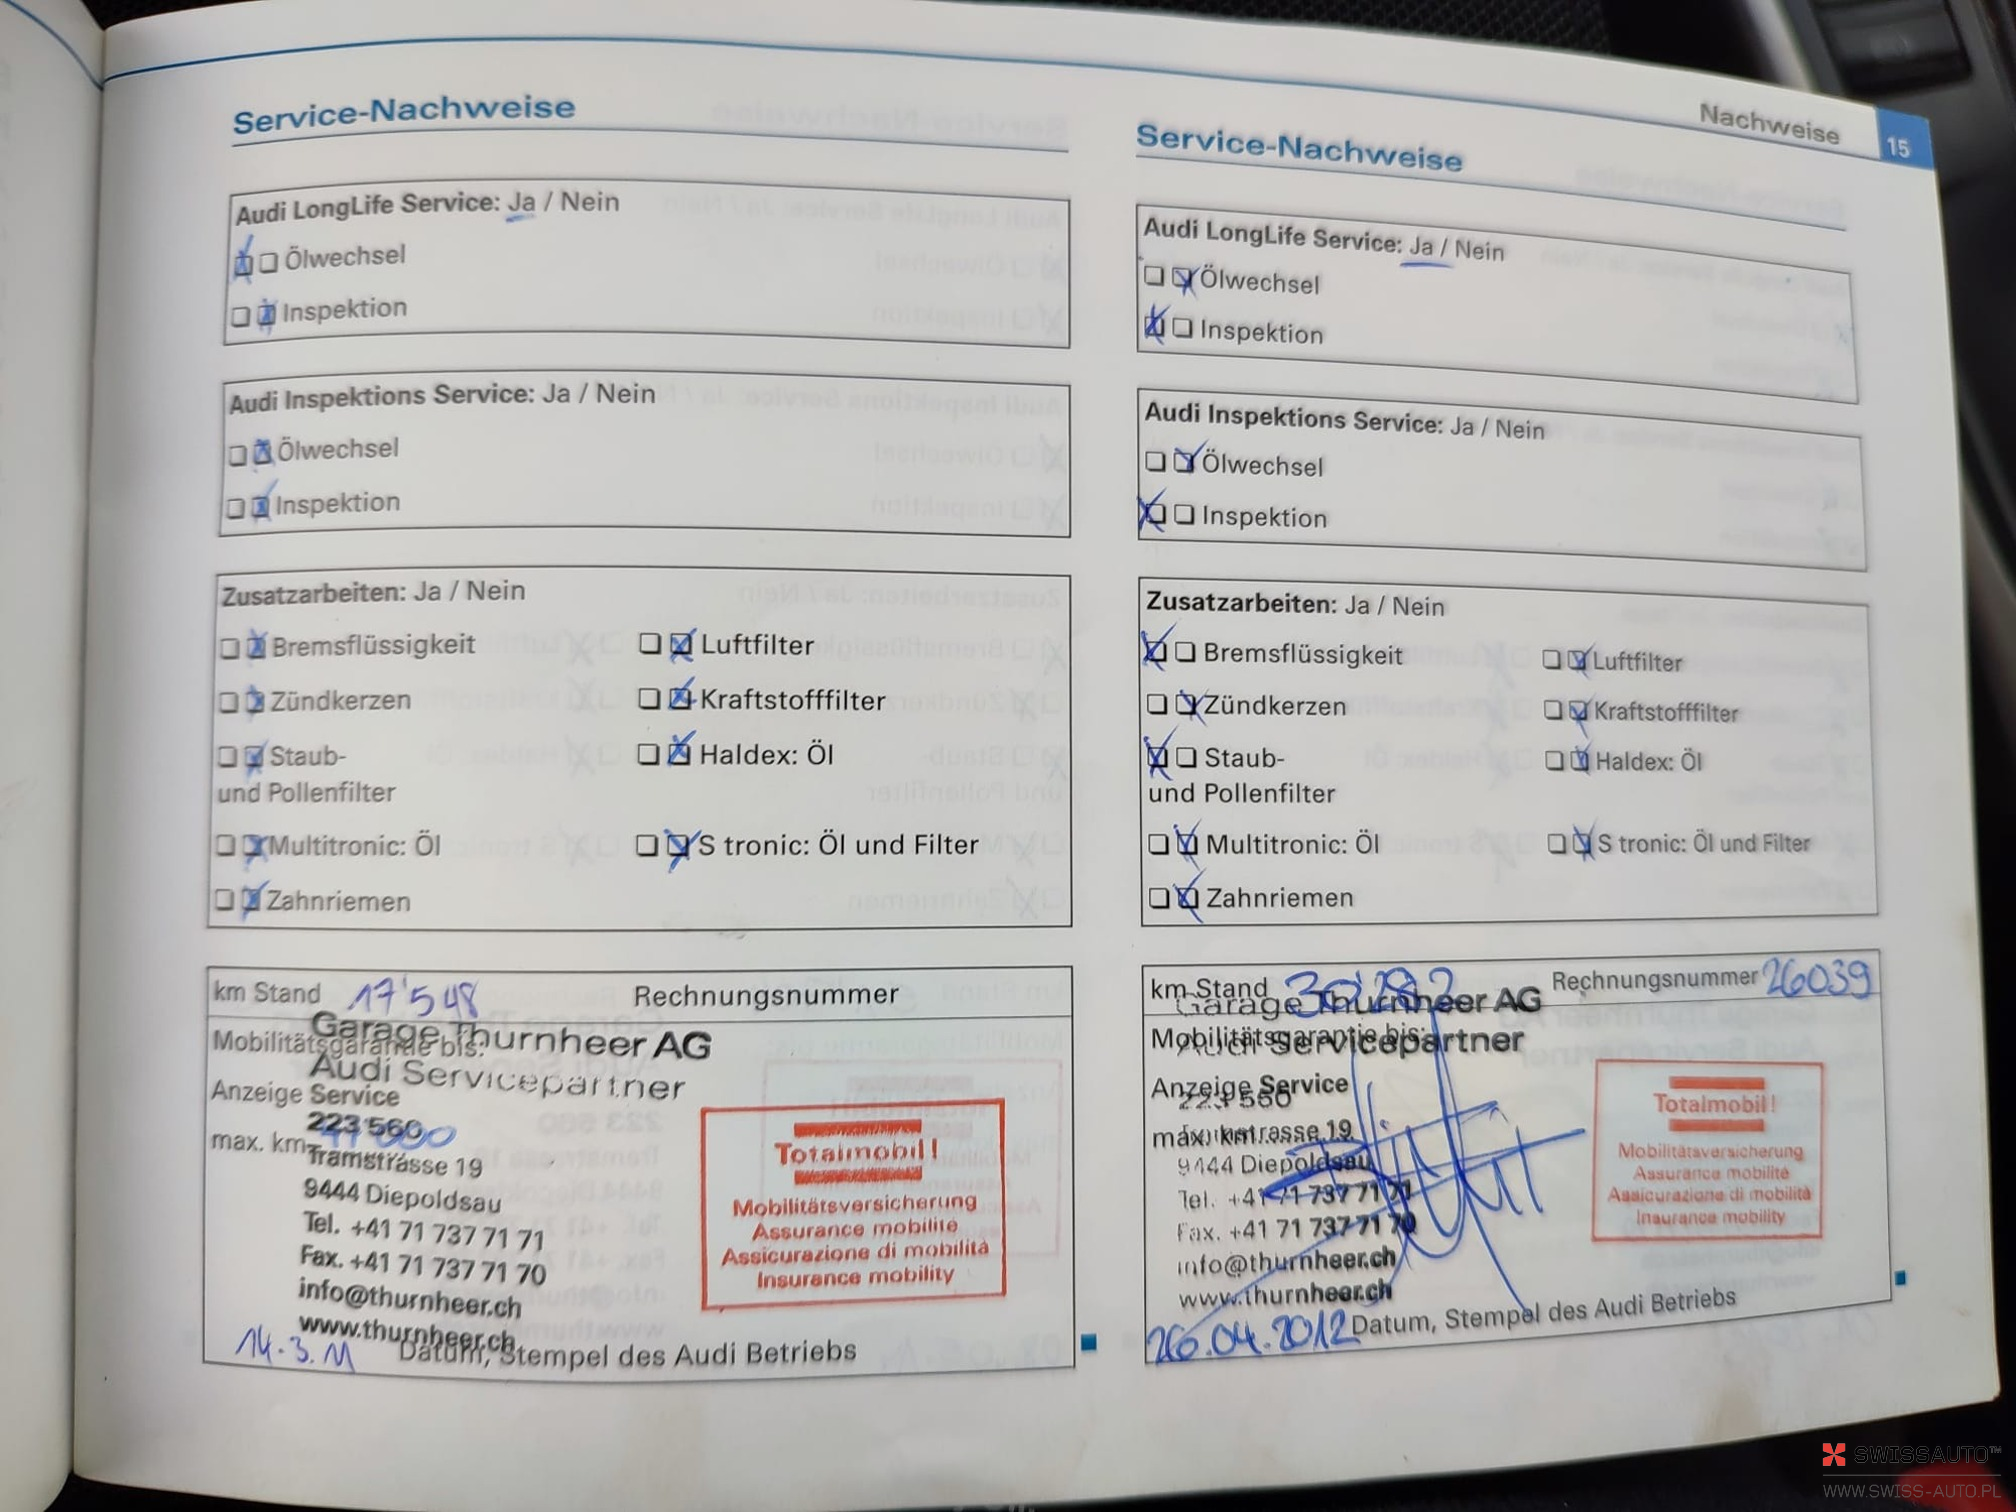 Nachweise 15
Service-Nachweise
Audi LongLife Service: Ja / Nein
Ölwechsel
Inspektion
Audi Inspektions Service: Ja / Nein
Ölwechsel
Inspektion
Zusatzarbeiten: Ja / Nein
Bremsflüssigkeit
Luftfilter
Zündkerzen
Kraftstofffilter
Staub-
und Pollenfilter
Haldex: Öl
Multitronic: Öl
S tronic: Öl und Filter
Zahnriemen
km Stand 17'548 Rechnungsnummer
Mobilitätsgarantie bis:
Garage Thurnheer AG
Audi Servicepartner
Anzeige Service
223 560
max. km
Tramstrasse 19
9444 Diepoldsau
Tel. +41 71 737 71 71
Fax. +41 71 737 71 70
info@thurnheer.ch
www.thurnheer.ch
Totalmobil!
Mobilitätsversicherung
Assurance mobilité
Assicurazione di mobilità
Insurance mobility
14.3.11 Datum, Stempel des Audi Betriebs
Service-Nachweise
Audi LongLife Service: Ja / Nein
Ölwechsel
Inspektion
Audi Inspektions Service: Ja / Nein
Ölwechsel
Inspektion
Zusatzarbeiten: Ja / Nein
Bremsflüssigkeit
Luftfilter
Zündkerzen
Kraftstofffilter
Staub-
und Pollenfilter
Haldex: Öl
Multitronic: Öl
S tronic: Öl und Filter
Zahnriemen
km Stand Rechnungsnummer 26039
Garage Thurnheer AG
Mobilitätsgarantie bis:
Audi Servicepartner
Anzeige Service
223 560
max. km
Tramstrasse 19
9444 Diepoldsau
Tel. +41 71 737 71 71
Fax. +41 71 737 71 70
info@thurnheer.ch
www.thurnheer.ch
Totalmobil!
Mobilitätsversicherung
Assurance mobilité
Assicurazione di mobilità
Insurance mobility
26.04.2012 Datum, Stempel des Audi Betriebs
SWISSAUTO™
WWW.SWISS-AUTO.PL